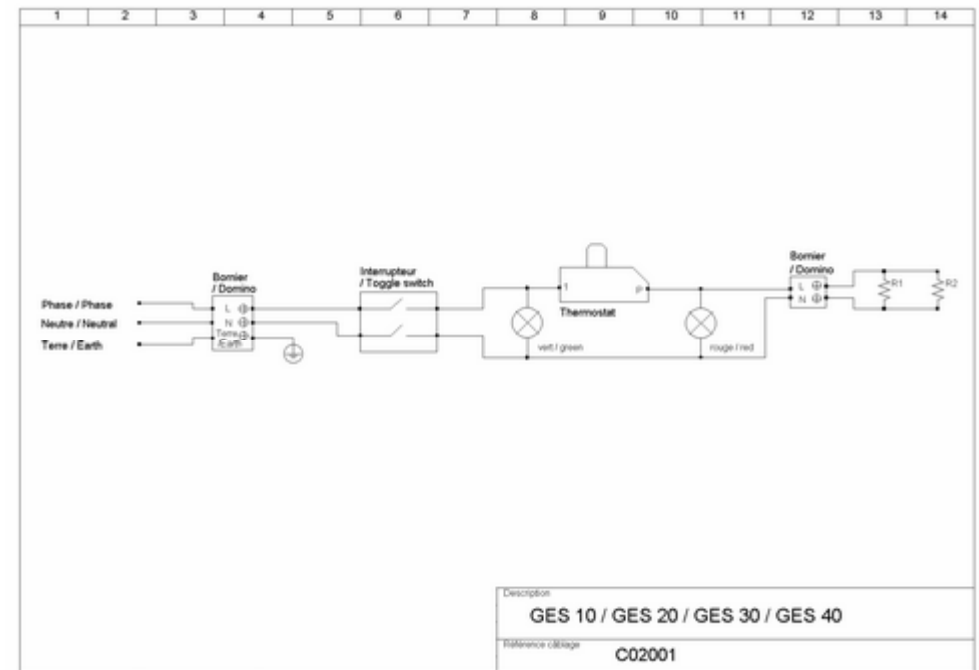 1 2 3 4 5 6 7 8 9 10 11 12 13 14
Phase / Phase
Neutre / Neutral
Terre / Earth
Bornier
/ Domino
L
N
Terre
/Earth
Interrupteur
/ Toggle switch
vert / green
1
P
Thermostat
rouge / red
Bornier
/ Domino
L
N
R1
R2
Description
GES 10 / GES 20 / GES 30 / GES 40
Référence câblage
C02001